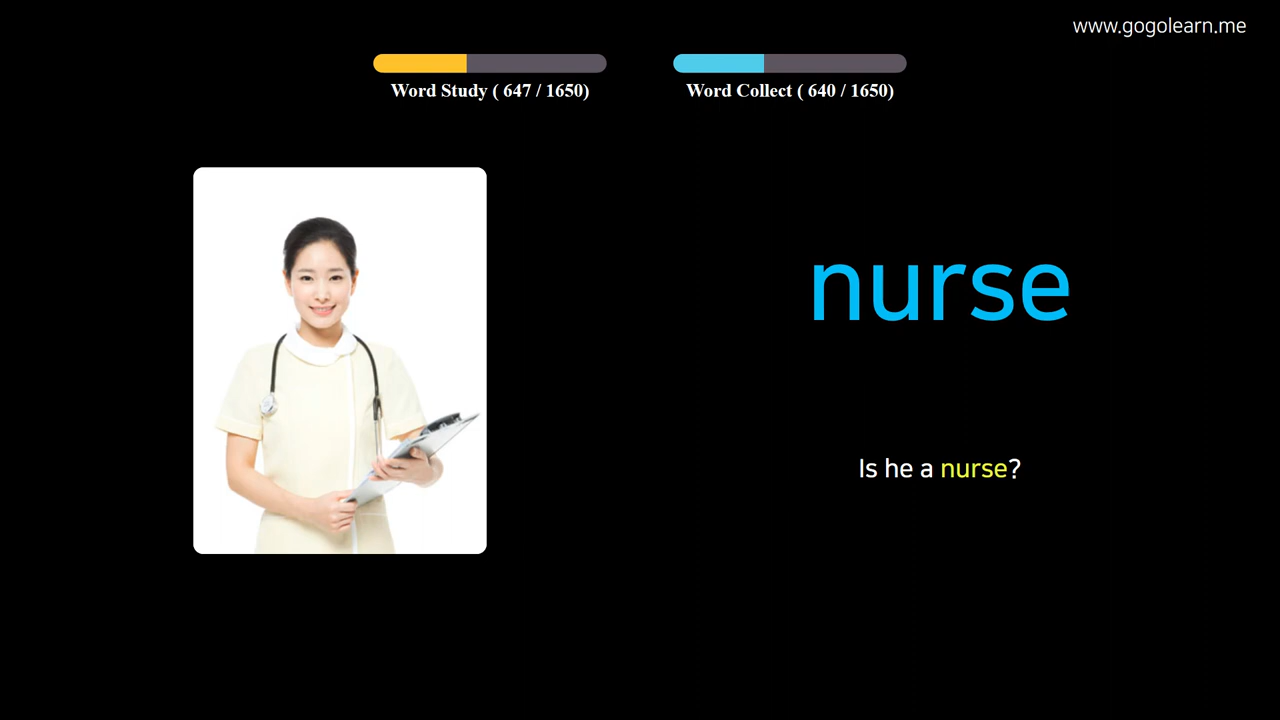 www.gogolearn.me
Word Study ( 647 / 1650)
Word Collect ( 640 / 1650)
nurse
Is he a nurse?